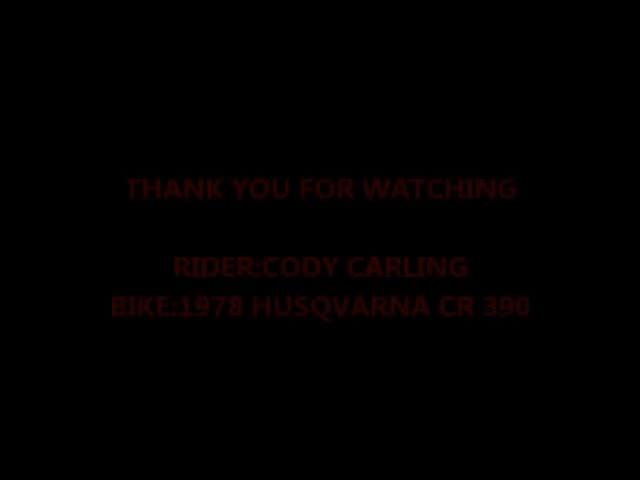 THANK YOU FOR WATCHING
RIDER:CODY CARLING
BIKE:1978 HUSQVARNA CR 390